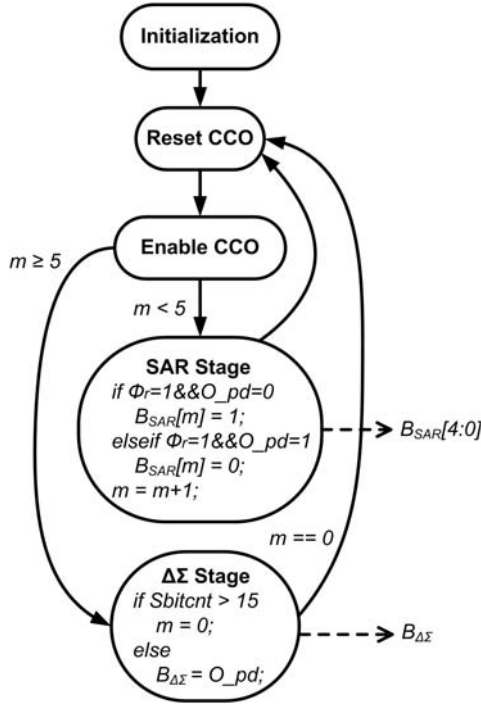 Initialization
Reset CCO
Enable CCO
m ≥ 5
m < 5
SAR Stage
if Φr=1&&O_pd=0
BSAR[m] = 1;
elseif Φr=1&&O_pd=1
BSAR[m] = 0;
m = m+1;
BSAR[4:0]
m == 0
ΔΣ Stage
if Sbitcnt > 15
m = 0;
else
BΔΣ = O_pd;
BΔΣ